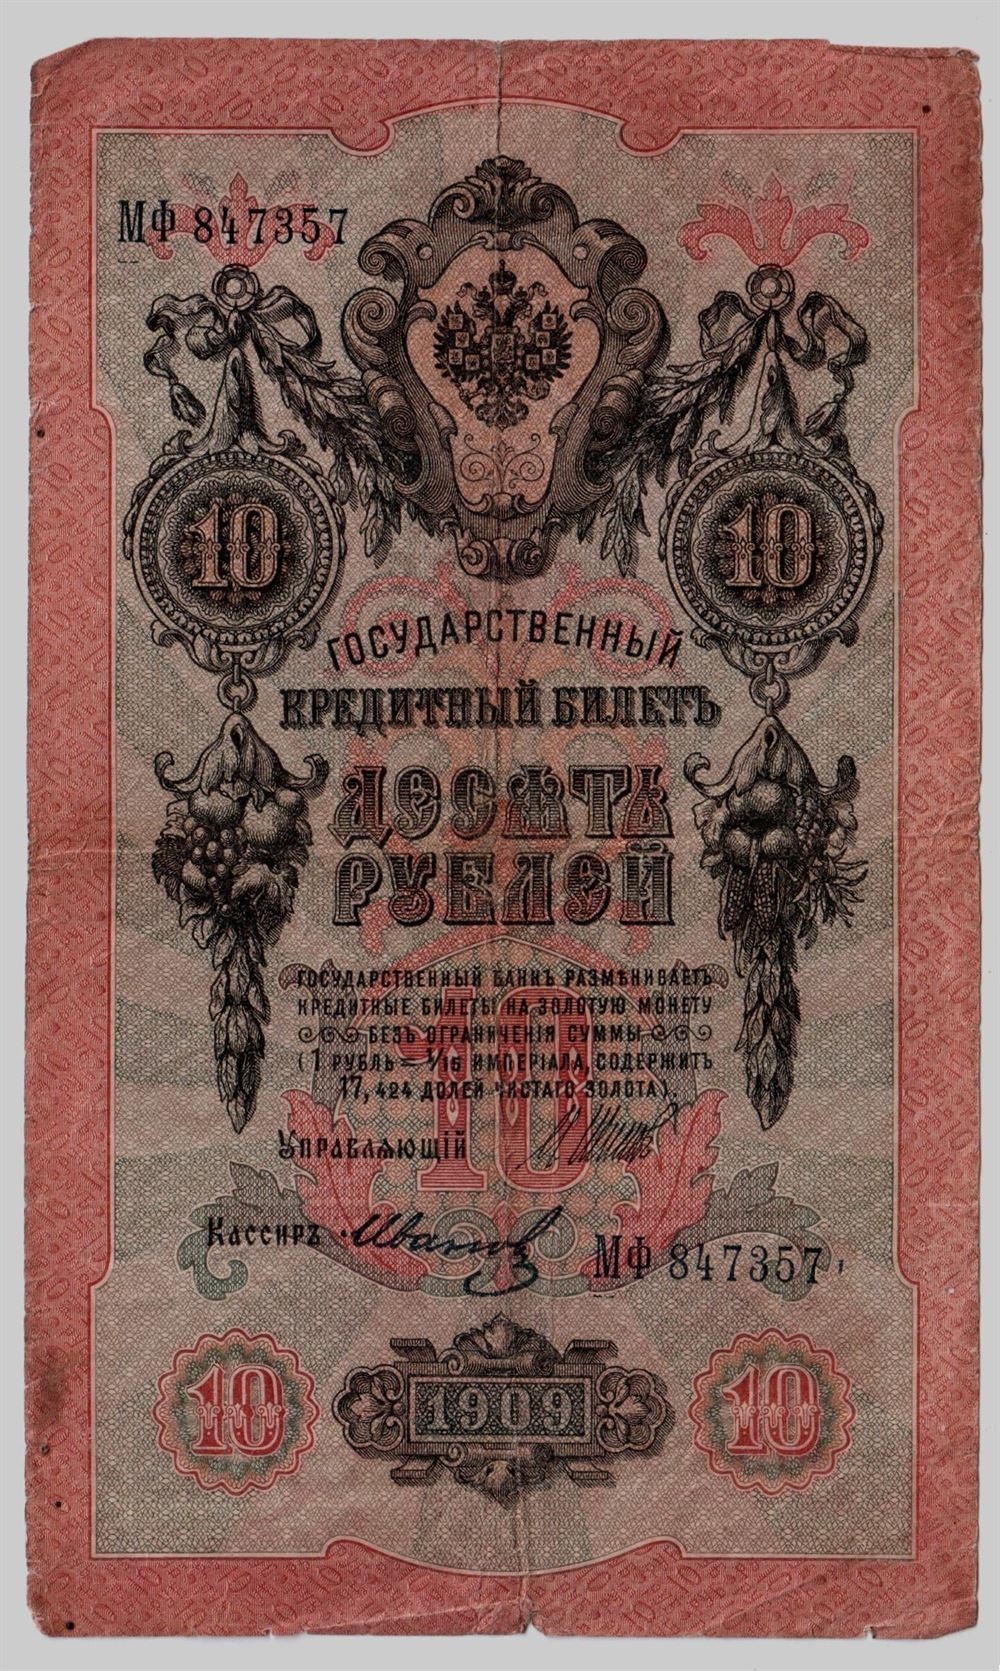 МФ 847357
10 10
ГОСУДАРСТВЕННЫЙ
КРЕДИТНЫЙ БИЛЕТЪ
ДЕСЯТЬ
РУБЛЕЙ
ГОСУДАРСТВЕННЫЙ БАНКЪ РАЗМѢНИВАЕТЪ
КРЕДИТНЫЕ БИЛЕТЫ НА ЗОЛОТУЮ МОНЕТУ
БЕЗЪ ОГРАНИЧЕНІЯ СУММЫ
(1 РУБЛЬ = 1/15 ИМПЕРІАЛА, СОДЕРЖИТЪ
17,424 ДОЛЕЙ ЧИСТАГО ЗОЛОТА).
10
Управляющій
Кассиръ Иванов
МФ 847357
10 1909 10